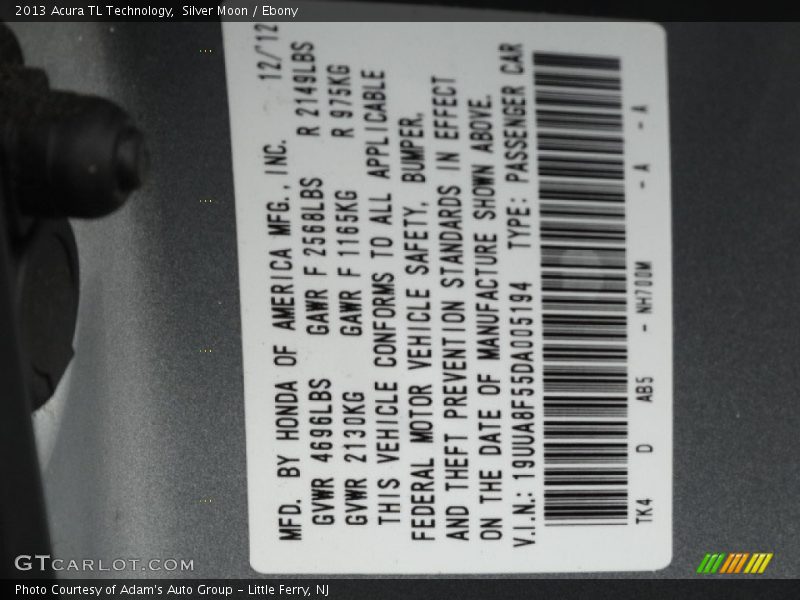 2013 Acura TL Technology,  Silver Moon / Ebony
MFD. BY HONDA OF AMERICA MFG., INC. 12/'12
GVWR 4696LBS GAWR F 2568LBS R 2149LBS
GVWR 2130KG GAWR F 1165KG R 975KG
THIS VEHICLE CONFORMS TO ALL APPLICABLE
FEDERAL MOTOR VEHICLE SAFETY, BUMPER,
AND THEFT PREVENTION STANDARDS IN EFFECT
ON THE DATE OF MANUFACTURE SHOWN ABOVE.
V.I.N.: 19UUA8F55DA005194 TYPE: PASSENGER CAR
TK4 D AB5 - NH700M - A - A
GTCARLOT.COM
Photo Courtesy of Adam's Auto Group – Little Ferry, NJ